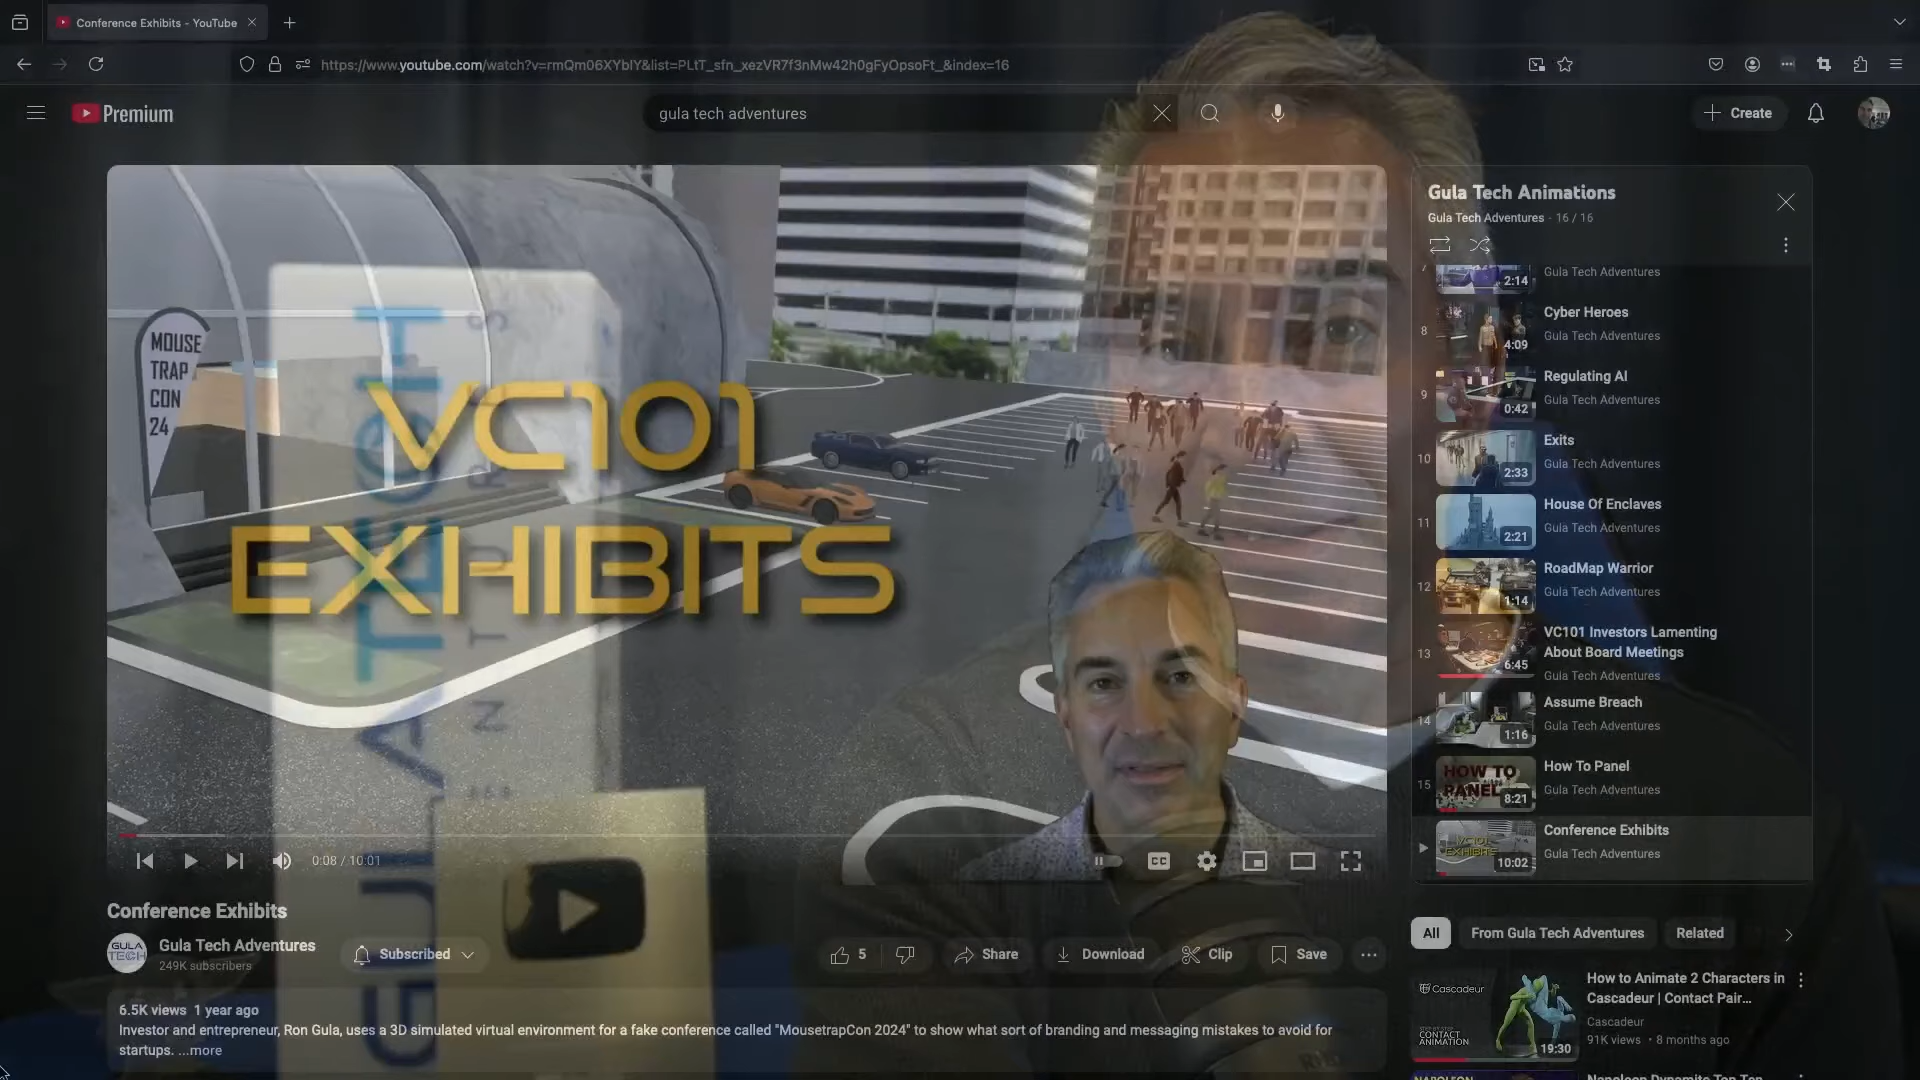 Conference Exhibits - YouTube
https://www.youtube.com/watch?v=rmQm06XYbIY&list=PLtT_sfn_xezVR7f3nMw42h0gFyOpsoFt_&index=16
Premium
gula tech adventures
Create
MOUSE
TRAP
CON
24
VC101
EXHIBITS
GULA TECH
0:08 / 10:01
CC
Conference Exhibits
GULA
TECH
Gula Tech Adventures
249K subscribers
Subscribed
5
Share
Download
Clip
Save
6.5K views 1 year ago
Investor and entrepreneur, Ron Gula, uses a 3D simulated virtual environment for a fake conference called "MousetrapCon 2024" to show what sort of branding and messaging mistakes to avoid for
startups. ...more
Gula Tech Animations
Gula Tech Adventures · 16 / 16
2:14
Gula Tech Adventures
8
4:09
Cyber Heroes
Gula Tech Adventures
9
0:42
Regulating AI
Gula Tech Adventures
10
2:33
Exits
Gula Tech Adventures
11
2:21
House Of Enclaves
Gula Tech Adventures
12
1:14
RoadMap Warrior
Gula Tech Adventures
13
6:45
VC101 Investors Lamenting
About Board Meetings
Gula Tech Adventures
14
1:16
Assume Breach
Gula Tech Adventures
15
HOW TO
PANEL
8:21
How To Panel
Gula Tech Adventures
VC101
EXHIBITS
10:02
Conference Exhibits
Gula Tech Adventures
All
From Gula Tech Adventures
Related
Cascadeur
CONTACT
ANIMATION
19:30
How to Animate 2 Characters in
Cascadeur | Contact Pair...
Cascadeur
91K views • 8 months ago